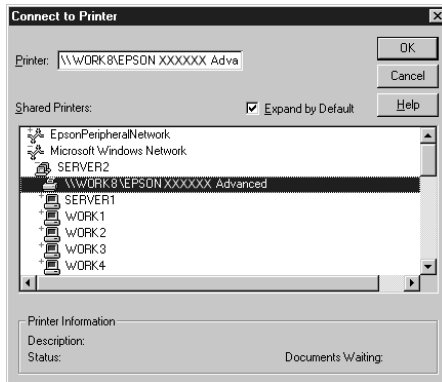 Connect to Printer
Printer: \\WORK8\EPSON XXXXXX Adva
OK
Cancel
Help
Shared Printers:
Expand by Default
EpsonPeripheralNetwork
Microsoft Windows Network
SERVER2
\\WORK8\EPSON XXXXXX Advanced
SERVER1
WORK1
WORK2
WORK3
WORK4
Printer Information
Description:
Status:
Documents Waiting: